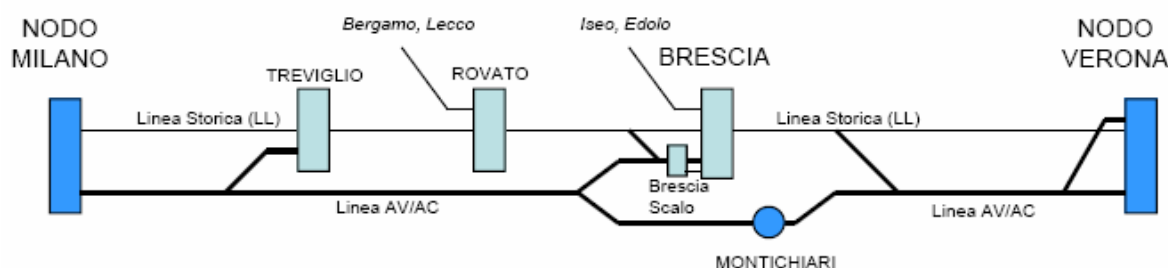 NODO
MILANO
Bergamo, Lecco
Iseo, Edolo
NODO
VERONA
TREVIGLIO
ROVATO
BRESCIA
Linea Storica (LL)
Linea Storica (LL)
Brescia
Scalo
Linea AV/AC
Linea AV/AC
MONTICHIARI